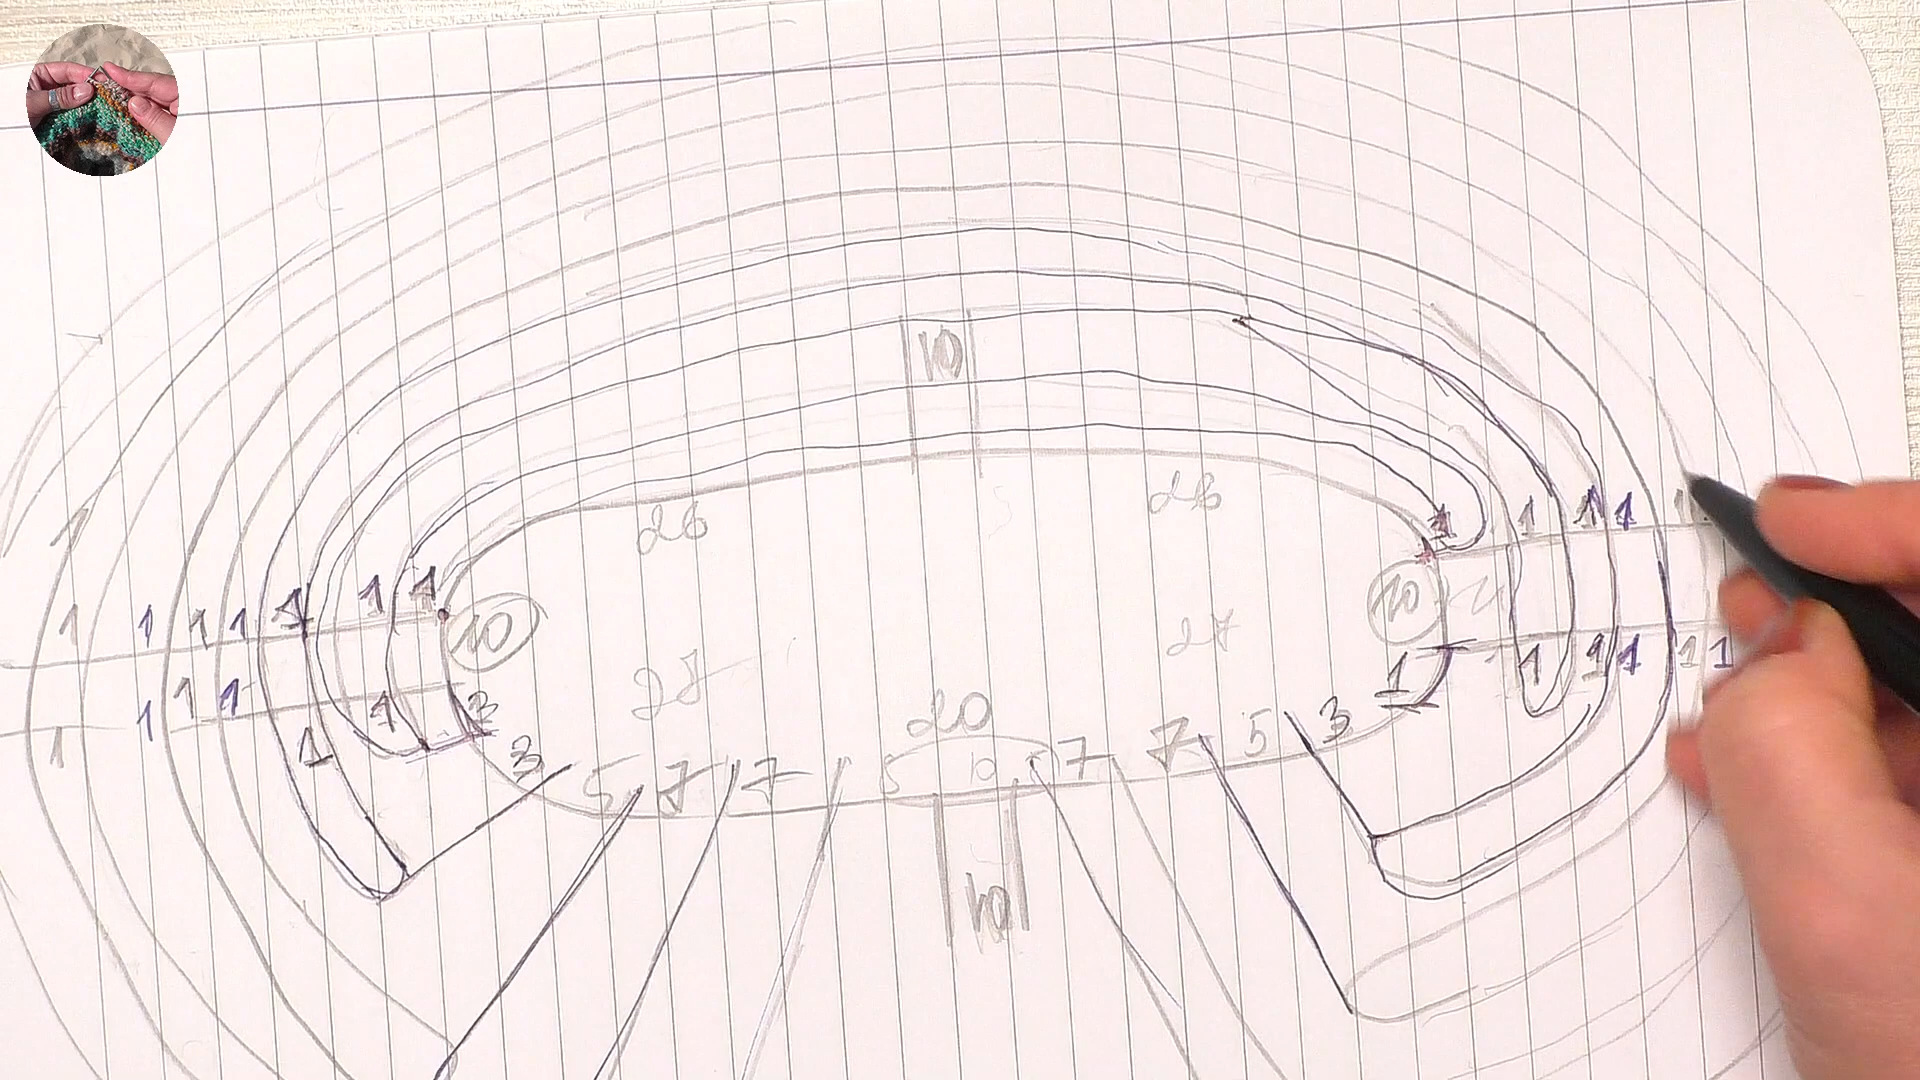 10
26 26
1 1 1 1 1
1 1 1 1 1 1 1 10 10
27 27
1 1 1 1 1 1 1 1 1 1
1 3 20 1 3
3 5 7 7 5 10 5 7 7 5
10